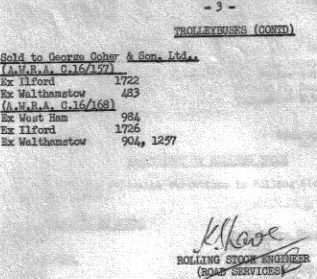 - 3 -
TROLLEYBUSES (CONTD)
Sold to George Coher & Son. Ltd..
(A.W.R.A. C.16/157)
Ex Ilford 1722
Ex Walthamstow 483
(A.W.R.A. C.16/168)
Ex West Ham 984
Ex Ilford 1726
Ex Walthamstow 904, 1257
ROLLING STOCK ENGINEER
(ROAD SERVICES)